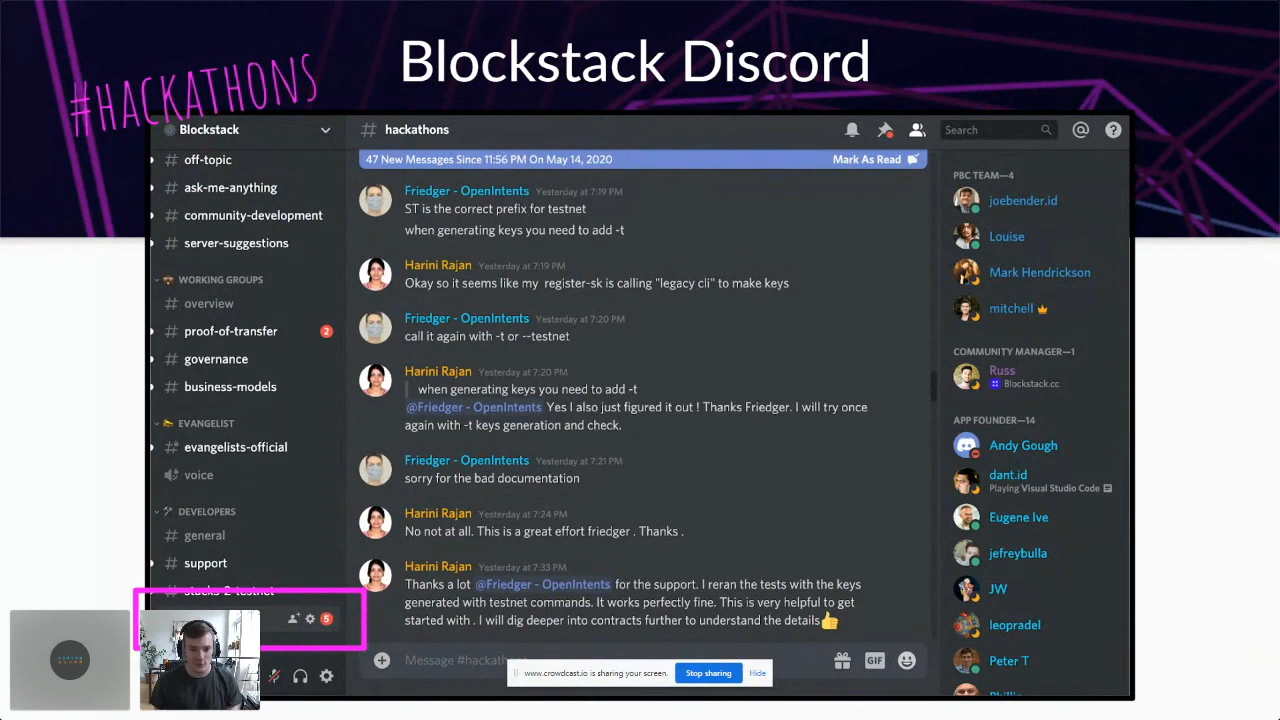 Blockstack Discord
#HACKATHONS
Blockstack
off-topic
ask-me-anything
community-development
server-suggestions
WORKING GROUPS
overview
proof-of-transfer 2
governance
business-models
EVANGELIST
evangelists-official
voice
DEVELOPERS
general
support
stacks-2-testnet
5
# hackathons
Search
47 New Messages Since 11:56 PM On May 14, 2020 Mark As Read
Friedger - OpenIntents Yesterday at 7:19 PM
ST is the correct prefix for testnet
when generating keys you need to add -t
Harini Rajan Yesterday at 7:19 PM
Okay so it seems like my register-sk is calling "legacy cli" to make keys
Friedger - OpenIntents Yesterday at 7:20 PM
call it again with -t or --testnet
Harini Rajan Yesterday at 7:20 PM
when generating keys you need to add -t
@Friedger - OpenIntents Yes I also just figured it out ! Thanks Friedger. I will try once
again with -t keys generation and check.
Friedger - OpenIntents Yesterday at 7:21 PM
sorry for the bad documentation
Harini Rajan Yesterday at 7:24 PM
No not at all. This is a great effort friedger . Thanks .
Harini Rajan Yesterday at 7:33 PM
Thanks a lot @Friedger - OpenIntents for the support. I reran the tests with the keys
generated with testnet commands. It works perfectly fine. This is very helpful to get
started with . I will dig deeper into contracts further to understand the details
Message #hackathons
GIF
www.crowdcast.io is sharing your screen. Stop sharing Hide
PBC TEAM—4
joebender.id
Louise
Mark Hendrickson
mitchell
COMMUNITY MANAGER—1
Russ
Blockstack.cc
APP FOUNDER—14
Andy Gough
dant.id
Playing Visual Studio Code
Eugene Ive
jefreybulla
JW
leopradel
Peter T